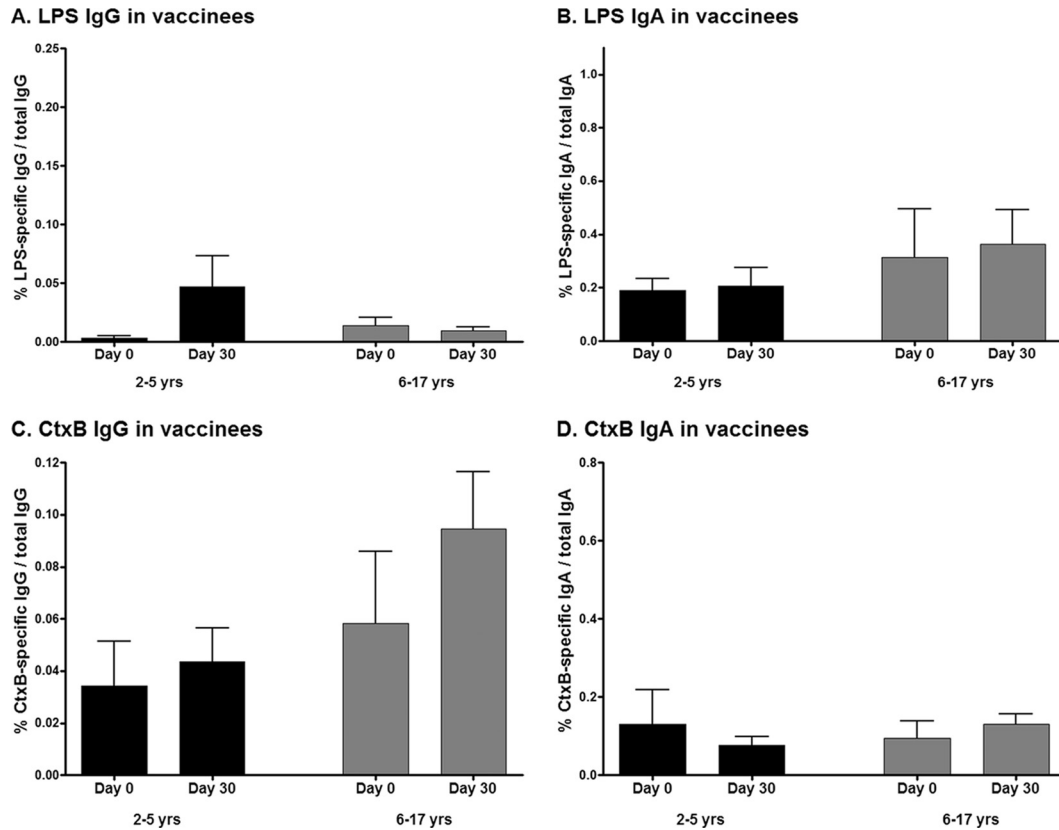 A. LPS IgG in vaccinees
% LPS-specific IgG / total IgG
0.25
0.20
0.15
0.10
0.05
0.00
Day 0 Day 30 Day 0 Day 30
2-5 yrs 6-17 yrs
B. LPS IgA in vaccinees
% LPS-specific IgA / total IgA
1.0
0.8
0.6
0.4
0.2
0.0
Day 0 Day 30 Day 0 Day 30
2-5 yrs 6-17 yrs
C. CtxB IgG in vaccinees
% CtxB-specific IgG / total IgG
0.12
0.10
0.08
0.06
0.04
0.02
0.00
Day 0 Day 30 Day 0 Day 30
2-5 yrs 6-17 yrs
D. CtxB IgA in vaccinees
% CtxB-specific IgA / total IgA
0.8
0.6
0.4
0.2
0.0
Day 0 Day 30 Day 0 Day 30
2-5 yrs 6-17 yrs